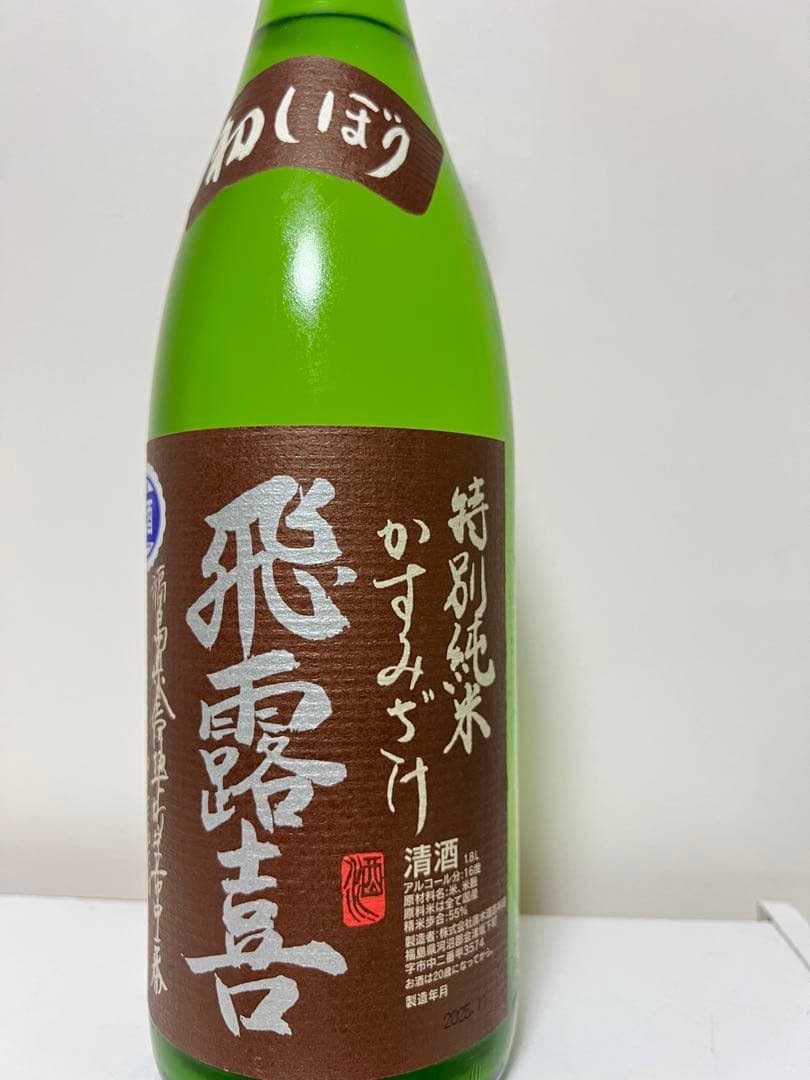 初しぼり
特別純米
かすみざけ
飛露喜
酒
清酒 1.8L
アルコール分:16度
原材料名:米、米麹
原料米は全て国産
精米歩合:55%
製造者:株式会社廣木酒造本店
福島県河沼郡会津坂下町
字市中二番甲3574
お酒は20歳になってから。
製造年月
2025.11